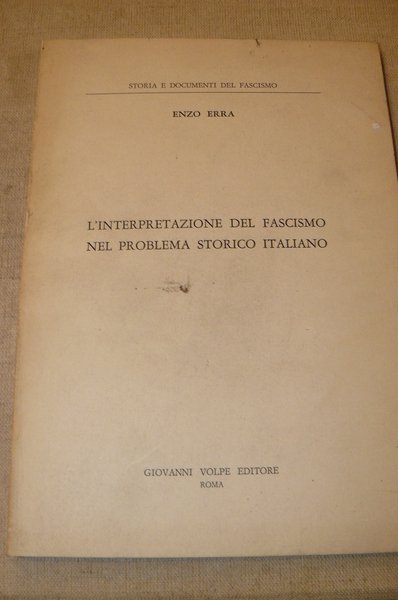 STORIA E DOCUMENTI DEL FASCISMO
ENZO ERRA
L'INTERPRETAZIONE DEL FASCISMO
NEL PROBLEMA STORICO ITALIANO
GIOVANNI VOLPE EDITORE
ROMA